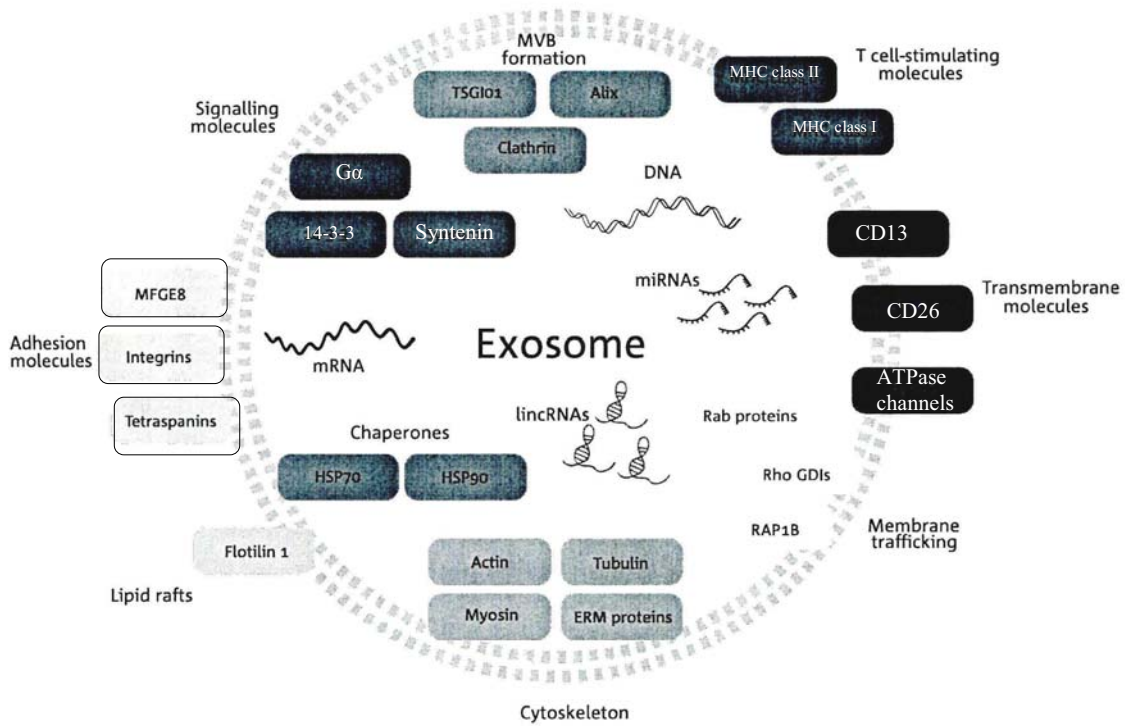 MVB
formation
TSGI01
Alix
Clathrin
MHC class II
MHC class I
T cell-stimulating
molecules
Signalling
molecules
Gα
14-3-3
Syntenin
DNA
CD13
CD26
ATPase
channels
Transmembrane
molecules
miRNAs
MFGE8
Integrins
Tetraspanins
Adhesion
molecules
mRNA
Exosome
lincRNAs
Rab proteins
Rho GDIs
RAP1B
Membrane
trafficking
Chaperones
HSP70
HSP90
Flotilin 1
Lipid rafts
Actin
Tubulin
Myosin
ERM proteins
Cytoskeleton